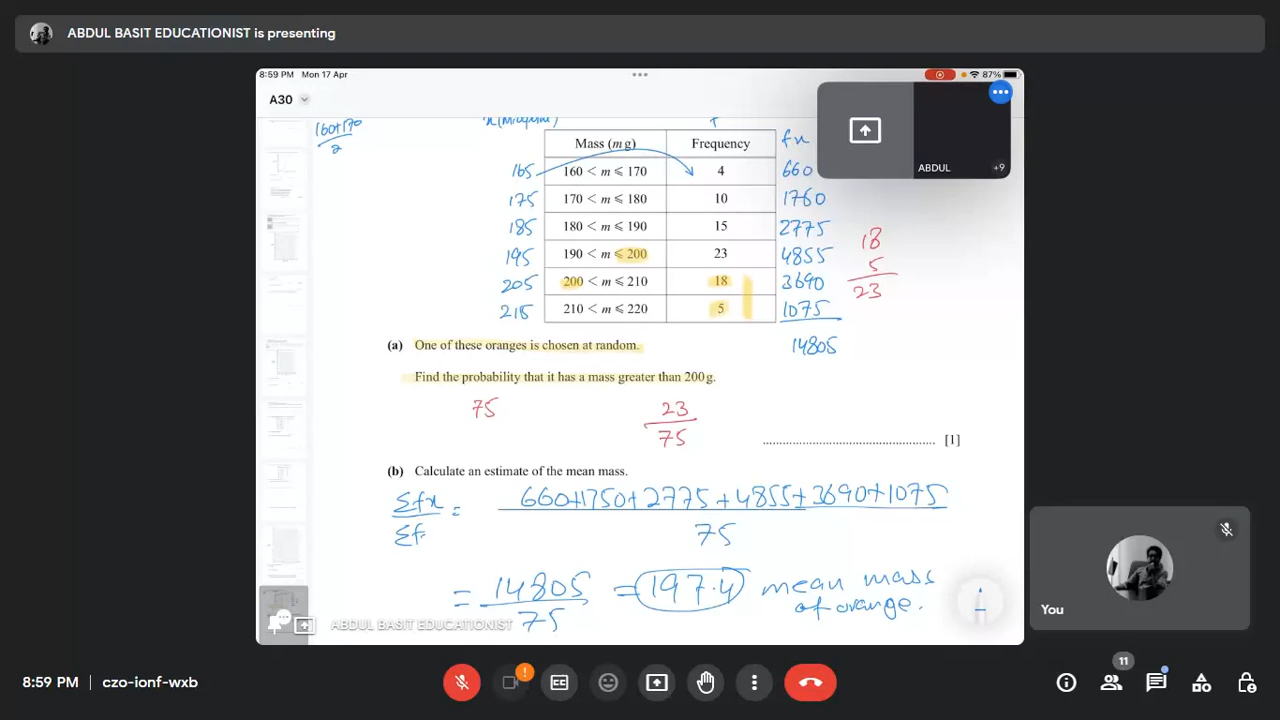 ABDUL BASIT EDUCATIONIST is presenting
8:59 PM Mon 17 Apr
87%
A30
160+170
2
x (Midpoint)
f
fx
Mass (mg) Frequency
165 160 < m ⩽ 170 4 660
175 170 < m ⩽ 180 10 1760
185 180 < m ⩽ 190 15 2775
195 190 < m ⩽ 200 23 4855
205 200 < m ⩽ 210 18 3690
215 210 < m ⩽ 220 5 1075
14805
18
5
23
ABDUL
+9
(a) One of these oranges is chosen at random.
Find the probability that it has a mass greater than 200 g.
75
23
75
[1]
(b) Calculate an estimate of the mean mass.
Σfx
Σf
= 660+1750+2775+4855+3690+1075
75
= 14805
75
= 197.4 mean mass
of orange.
ABDUL BASIT EDUCATIONIST
You
8:59 PM | czo-ionf-wxb
11